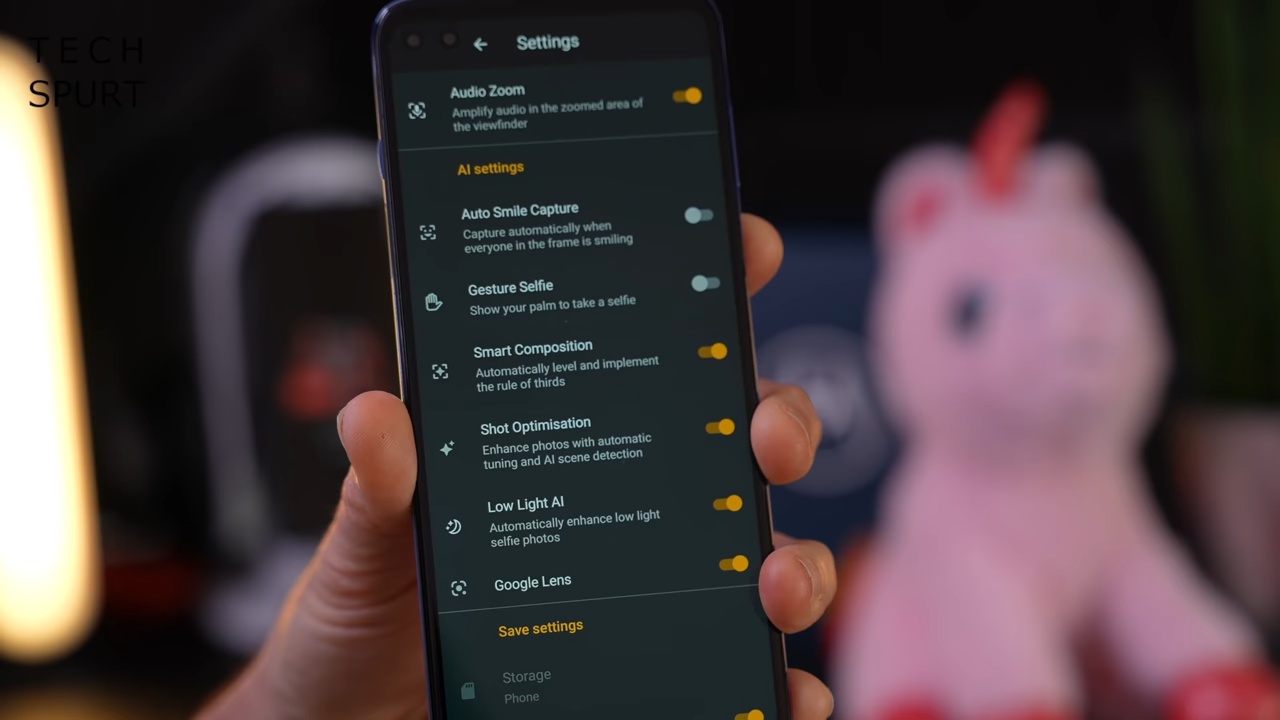 TECH
SPURT
Settings
Audio Zoom
Amplify audio in the zoomed area of
the viewfinder
AI settings
Auto Smile Capture
Capture automatically when
everyone in the frame is smiling
Gesture Selfie
Show your palm to take a selfie
Smart Composition
Automatically level and implement
the rule of thirds
Shot Optimisation
Enhance photos with automatic
tuning and AI scene detection
Low Light AI
Automatically enhance low light
selfie photos
Google Lens
Save settings
Storage
Phone